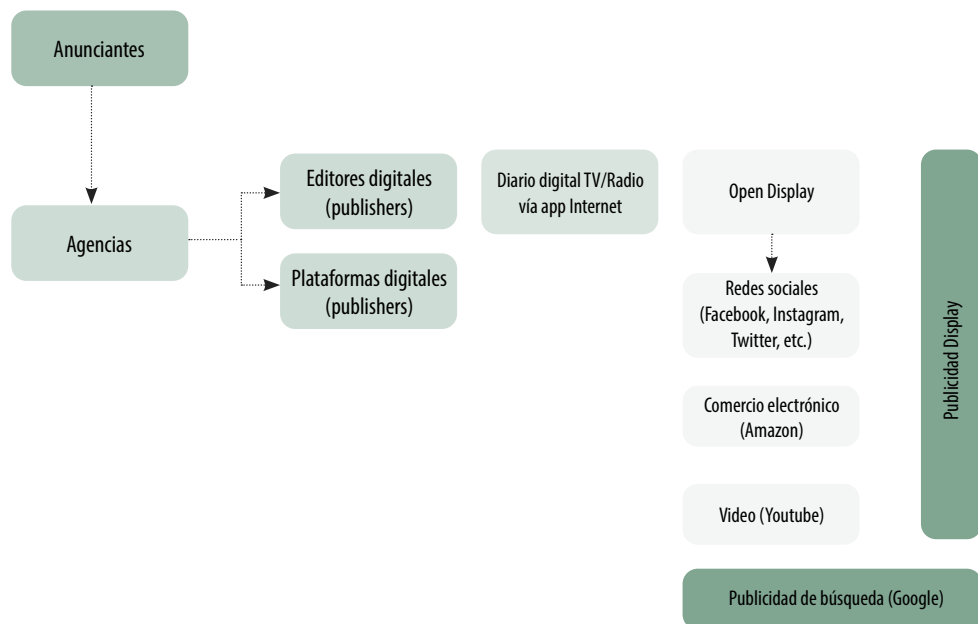 Anunciantes
Agencias
Editores digitales
(publishers)
Plataformas digitales
(publishers)
Diario digital TV/Radio
vía app Internet
Open Display
Redes sociales
(Facebook, Instagram,
Twitter, etc.)
Comercio electrónico
(Amazon)
Video (Youtube)
Publicidad Display
Publicidad de búsqueda (Google)